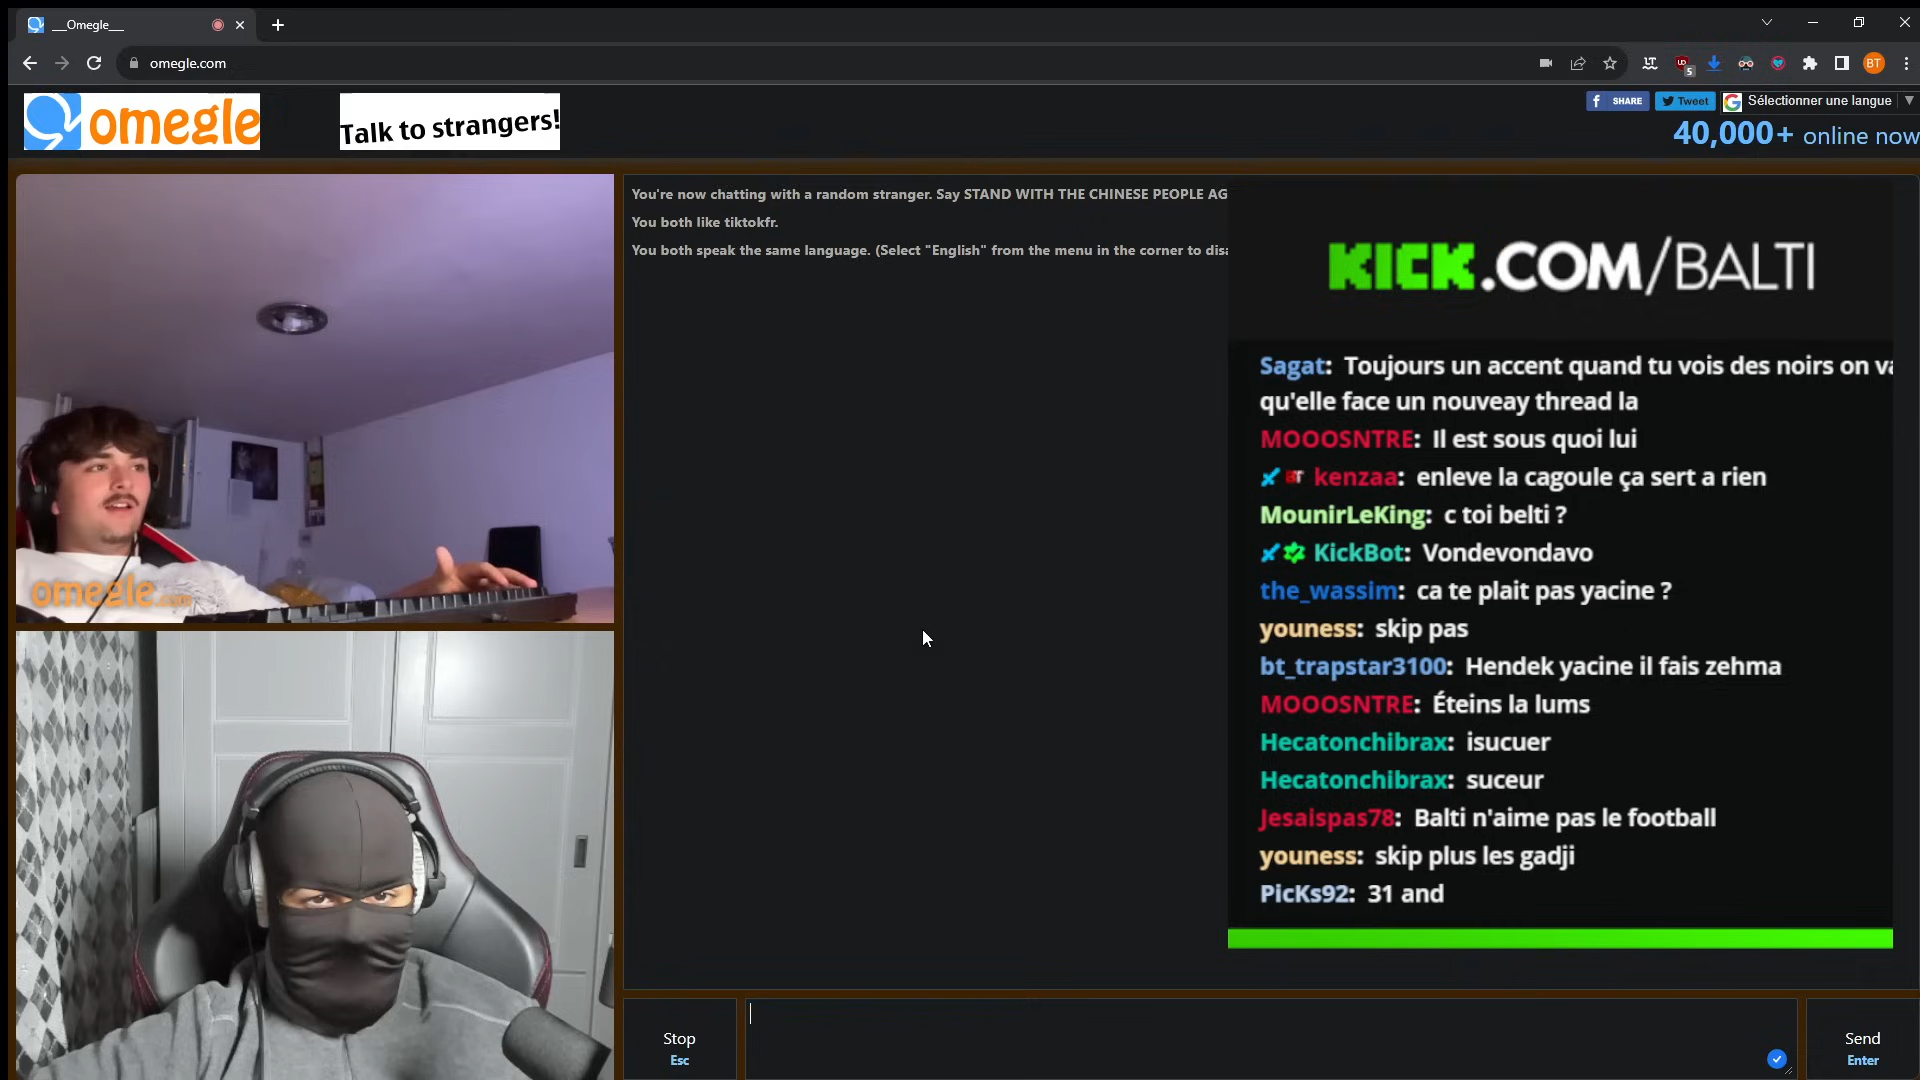 __Omegle__
omegle.com
5
BT
omegle
Talk to strangers!
f SHARE
Tweet
Sélectionner une langue
40,000+ online now
You're now chatting with a random stranger. Say STAND WITH THE CHINESE PEOPLE AG
You both like tiktokfr.
You both speak the same language. (Select "English" from the menu in the corner to disa
KICK.COM/BALTI
Sagat: Toujours un accent quand tu vois des noirs on va
qu'elle face un nouveay thread la
MOOOSNTRE: Il est sous quoi lui
BT kenzaa: enleve la cagoule ça sert a rien
MounirLeKing: c toi belti ?
KickBot: Vondevondavo
the_wassim: ca te plait pas yacine ?
youness: skip pas
bt_trapstar3100: Hendek yacine il fais zehma
MOOOSNTRE: Éteins la lums
Hecatonchibrax: isucuer
Hecatonchibrax: suceur
Jesaispas78: Balti n'aime pas le football
youness: skip plus les gadji
PicKs92: 31 and
omegle.com
Stop
Esc
Send
Enter